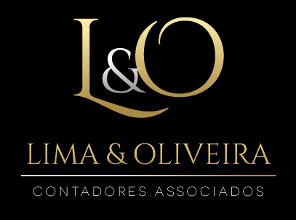 L&O
LIMA & OLIVEIRA
CONTADORES ASSOCIADOS